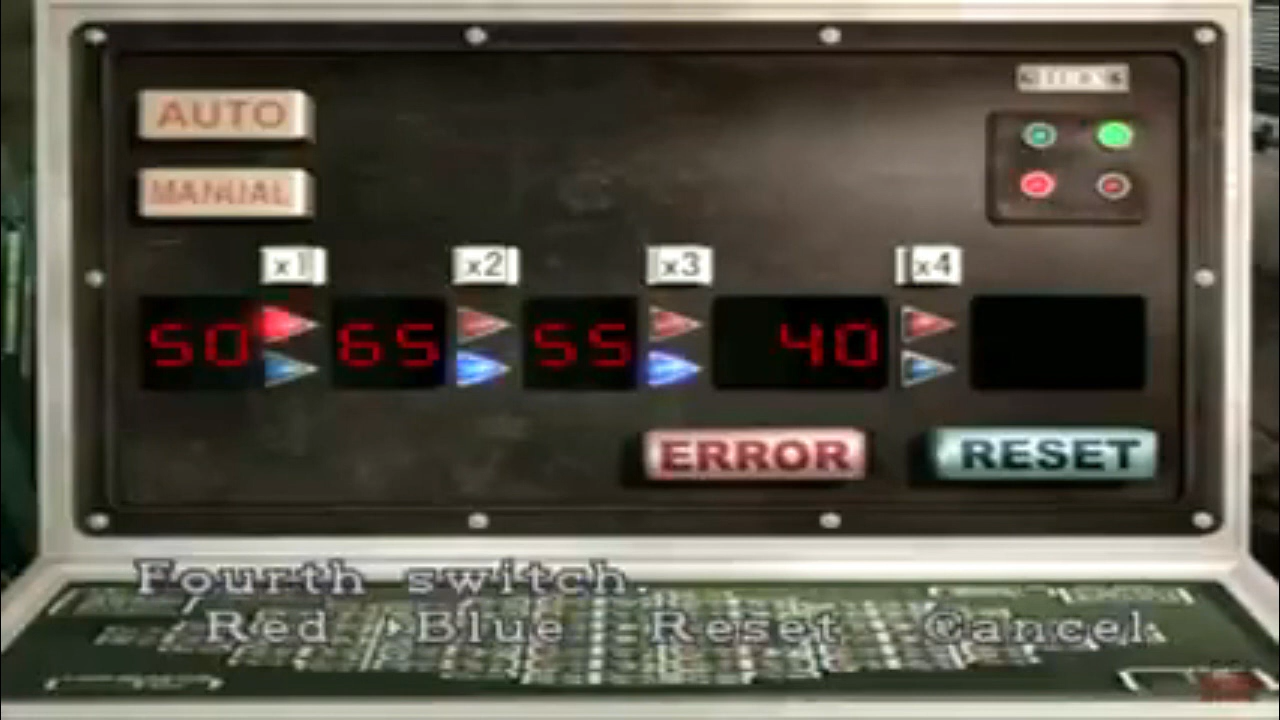 AUTO
MANUAL
x1 x2 x3 x4
50 65 55 40
ERROR RESET
Fourth switch.
Red Blue Reset Cancel